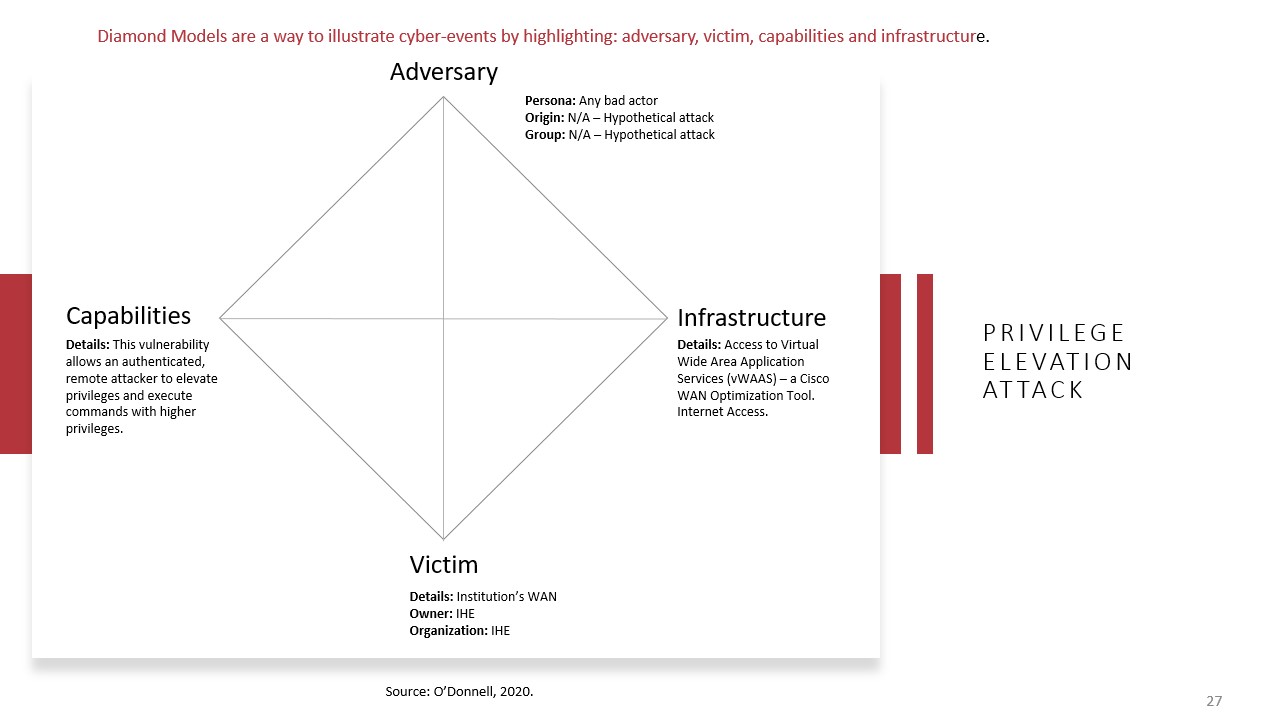 Diamond Models are a way to illustrate cyber-events by highlighting: adversary, victim, capabilities and infrastructure.
Adversary
Persona: Any bad actor
Origin: N/A – Hypothetical attack
Group: N/A – Hypothetical attack
Capabilities
Details: This vulnerability
allows an authenticated,
remote attacker to elevate
privileges and execute
commands with higher
privileges.
Infrastructure
Details: Access to Virtual
Wide Area Application
Services (vWAAS) – a Cisco
WAN Optimization Tool.
Internet Access.
PRIVILEGE
ELEVATION
ATTACK
Victim
Details: Institution’s WAN
Owner: IHE
Organization: IHE
Source: O’Donnell, 2020.
27